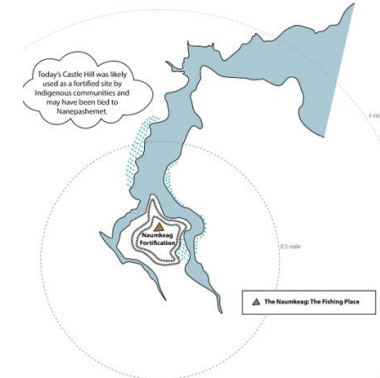 Today's Castle Hill was likely
used as a fortified site by
Indigenous communities and
may have been tied to
Nanepashemet.
1-mi
Naumkeag
Fortification
0.5-mile
The Naumkeag: The Fishing Place